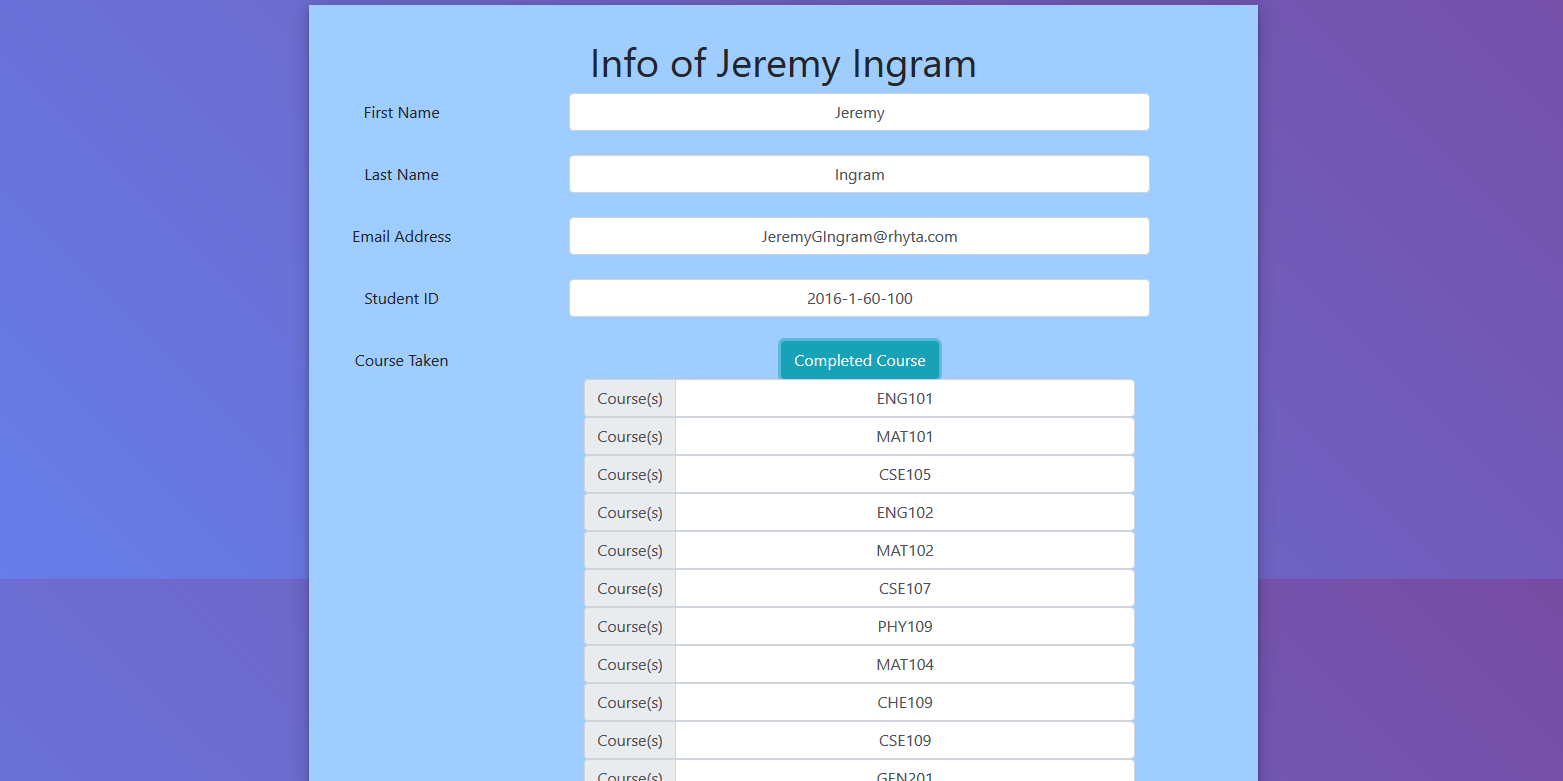 Info of Jeremy Ingram
First Name Jeremy
Last Name Ingram
Email Address JeremyGIngram@rhyta.com
Student ID 2016-1-60-100
Course Taken Completed Course
Course(s) ENG101
Course(s) MAT101
Course(s) CSE105
Course(s) ENG102
Course(s) MAT102
Course(s) CSE107
Course(s) PHY109
Course(s) MAT104
Course(s) CHE109
Course(s) CSE109
Course(s) GEN201